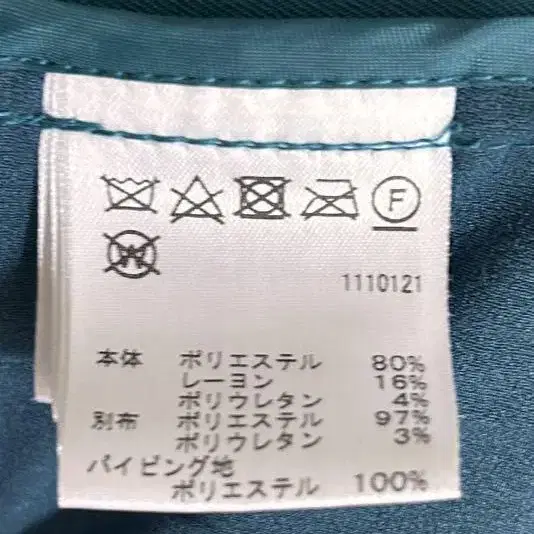 F
W
1110121
本体 ポリエステル 80%
レーヨン 16%
ポリウレタン 4%
別布 ポリエステル 97%
ポリウレタン 3%
パイピング地
ポリエステル 100%